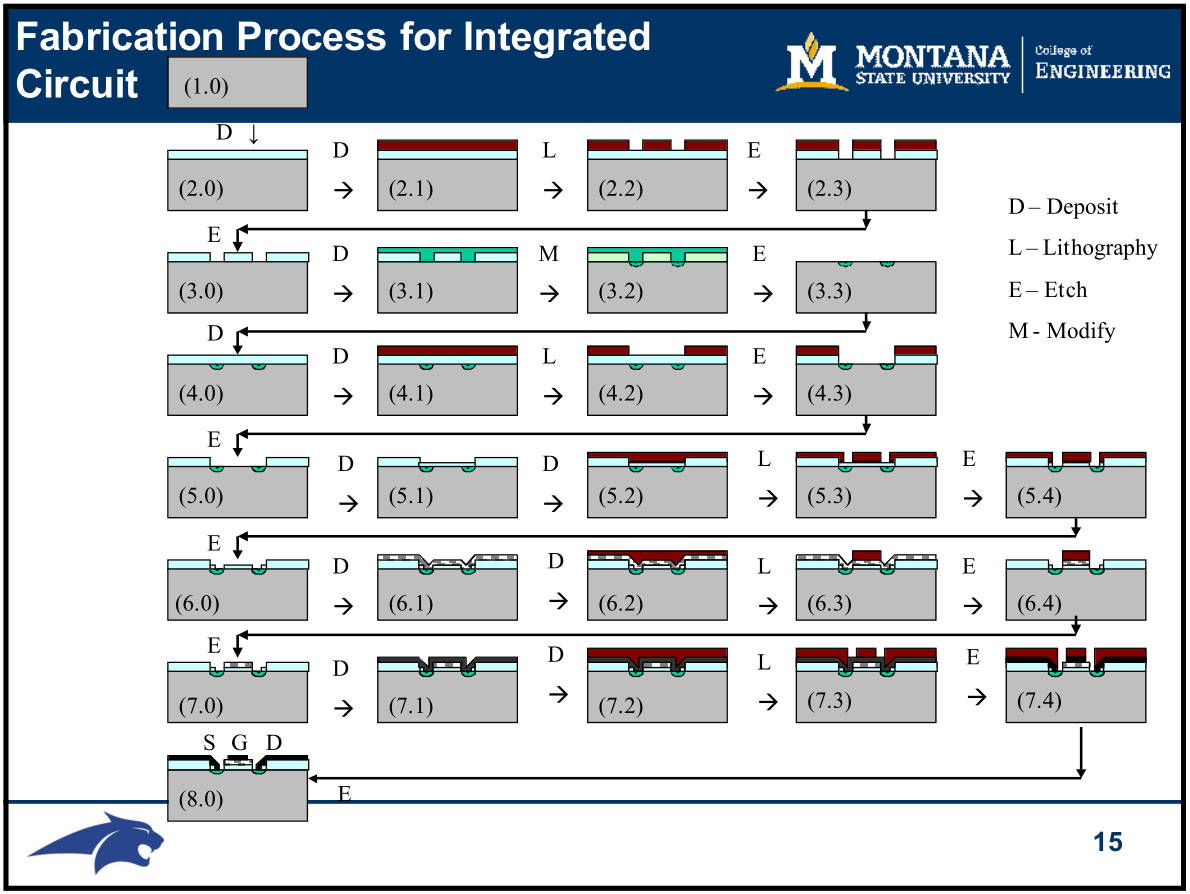 Fabrication Process for Integrated
Circuit
(1.0)
MONTANA
STATE UNIVERSITY
College of
ENGINEERING
D ↓
D L E
(2.0) → (2.1) → (2.2) → (2.3)
D – Deposit
L – Lithography
E – Etch
M - Modify
E D M E
(3.0) → (3.1) → (3.2) → (3.3)
D D L E
(4.0) → (4.1) → (4.2) → (4.3)
E D D L E
(5.0) → (5.1) → (5.2) → (5.3) → (5.4)
E D D L E
(6.0) → (6.1) → (6.2) → (6.3) → (6.4)
E D D L E
(7.0) → (7.1) → (7.2) → (7.3) → (7.4)
S G D
(8.0) E
15